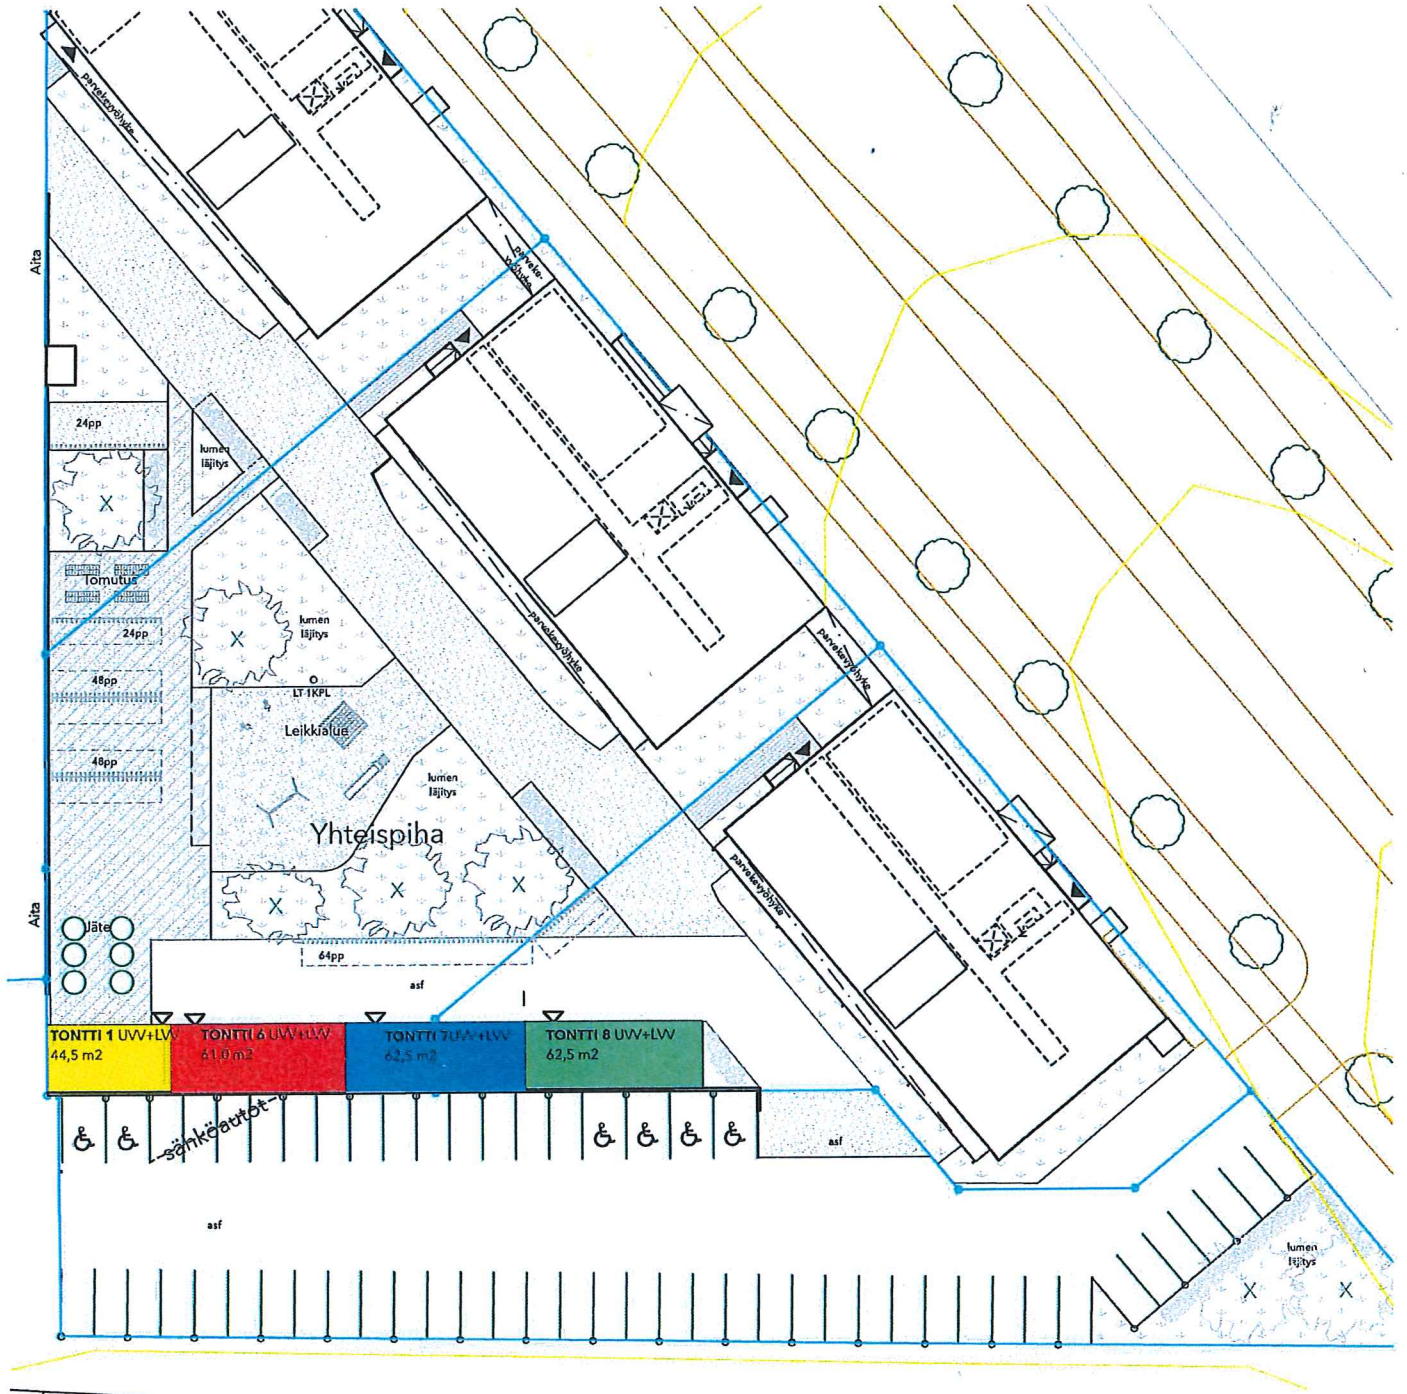 parvekevyöhyke
Aita
parveke-
vyöhyke
24pp
lumen
läjitys
Tomutus
24pp
lumen
läjitys
parvekevyöhyke
parvekevyöhyke
48pp
LT 1KPL
Leikkialue
48pp
lumen
läjitys
Yhteispiha
parvekevyöhyke
Aita
Jäte
64pp
asf
TONTTI 1 UVV+LVV
44,5 m2
TONTTI 6 UVV+LVV
61,0 m2
TONTTI 7 UVV+LVV
62,5 m2
TONTTI 8 UVV+LVV
62,5 m2
sähköautot
asf
asf
lumen
läjitys